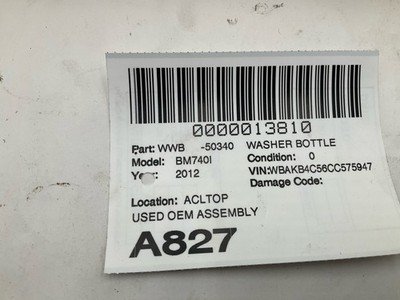 0000013810
Part: WWB -50340 WASHER BOTTLE
Model: BM740I Condition: 0
Year: 2012 VIN:WBAKB4C56CC575947
Damage Code:
Location: ACLTOP
USED OEM ASSEMBLY
A827